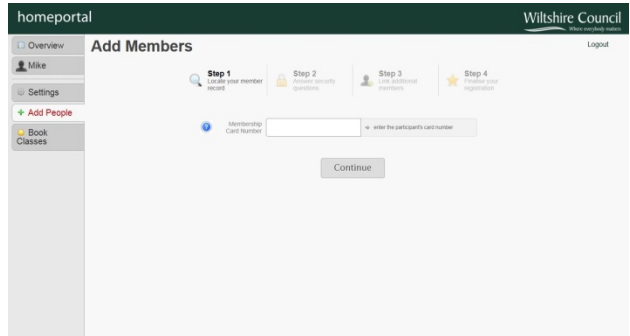 homeportal
Wiltshire Council
Where everybody matters
Logout
Overview
Mike
Settings
+ Add People
Book
Classes
Add Members
Step 1
Locate your member
record
Step 2
Answer security
questions
Step 3
Link additional
members
Step 4
Finalise your
registration
Membership
Card Number
enter the participant's card number
Continue